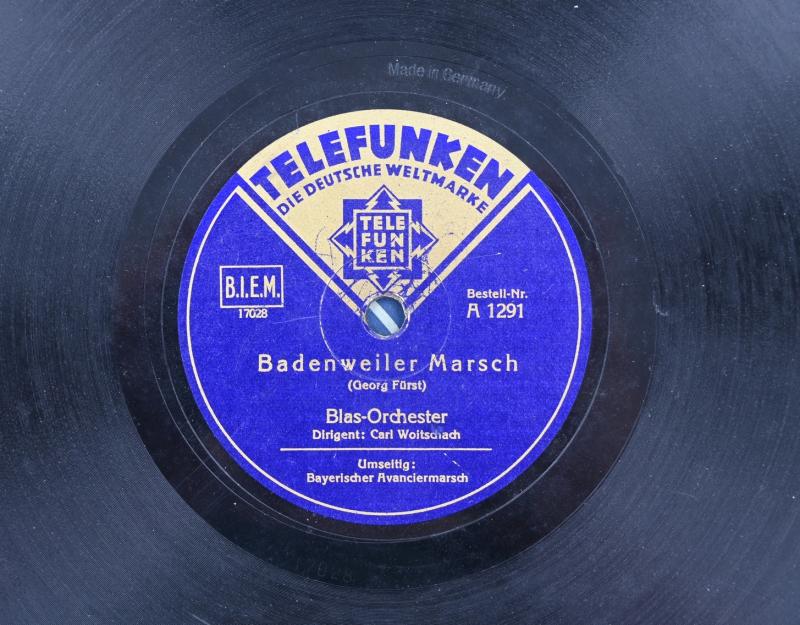 Made in Germany.
TELEFUNKEN
DIE DEUTSCHE WELTMARKE
TELE
FUN
KEN
B.I.E.M.
17028
Bestell-Nr.
A 1291
Badenweiler Marsch
(Georg Fürst)
Blas-Orchester
Dirigent: Carl Woitschach
Umseitig:
Bayerischer Avanciermarsch
17028